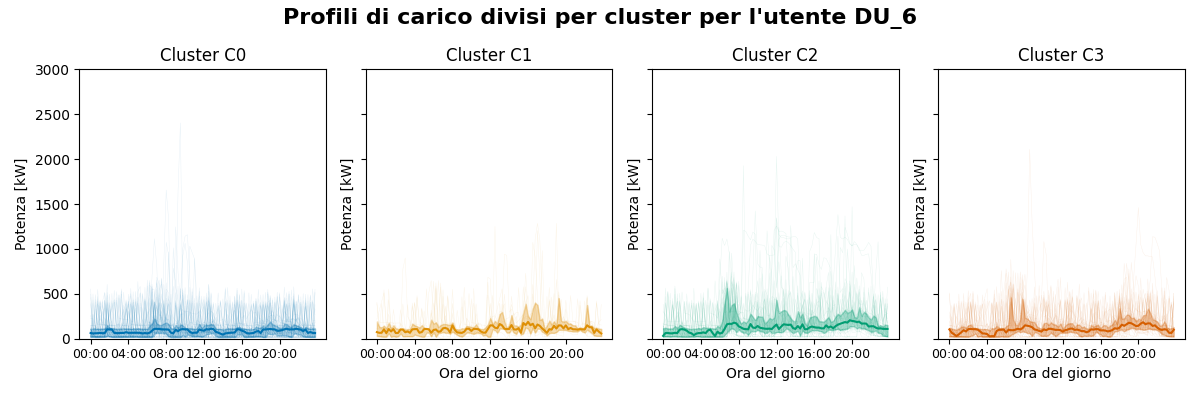 Profili di carico divisi per cluster per l'utente DU_6
Cluster C0
Cluster C1
Cluster C2
Cluster C3
3000
2500
2000
1500
1000
500
0
Potenza [kW]
Potenza [kW]
Potenza [kW]
Potenza [kW]
00:00 04:00 08:00 12:00 16:00 20:00
00:00 04:00 08:00 12:00 16:00 20:00
00:00 04:00 08:00 12:00 16:00 20:00
00:00 04:00 08:00 12:00 16:00 20:00
Ora del giorno
Ora del giorno
Ora del giorno
Ora del giorno